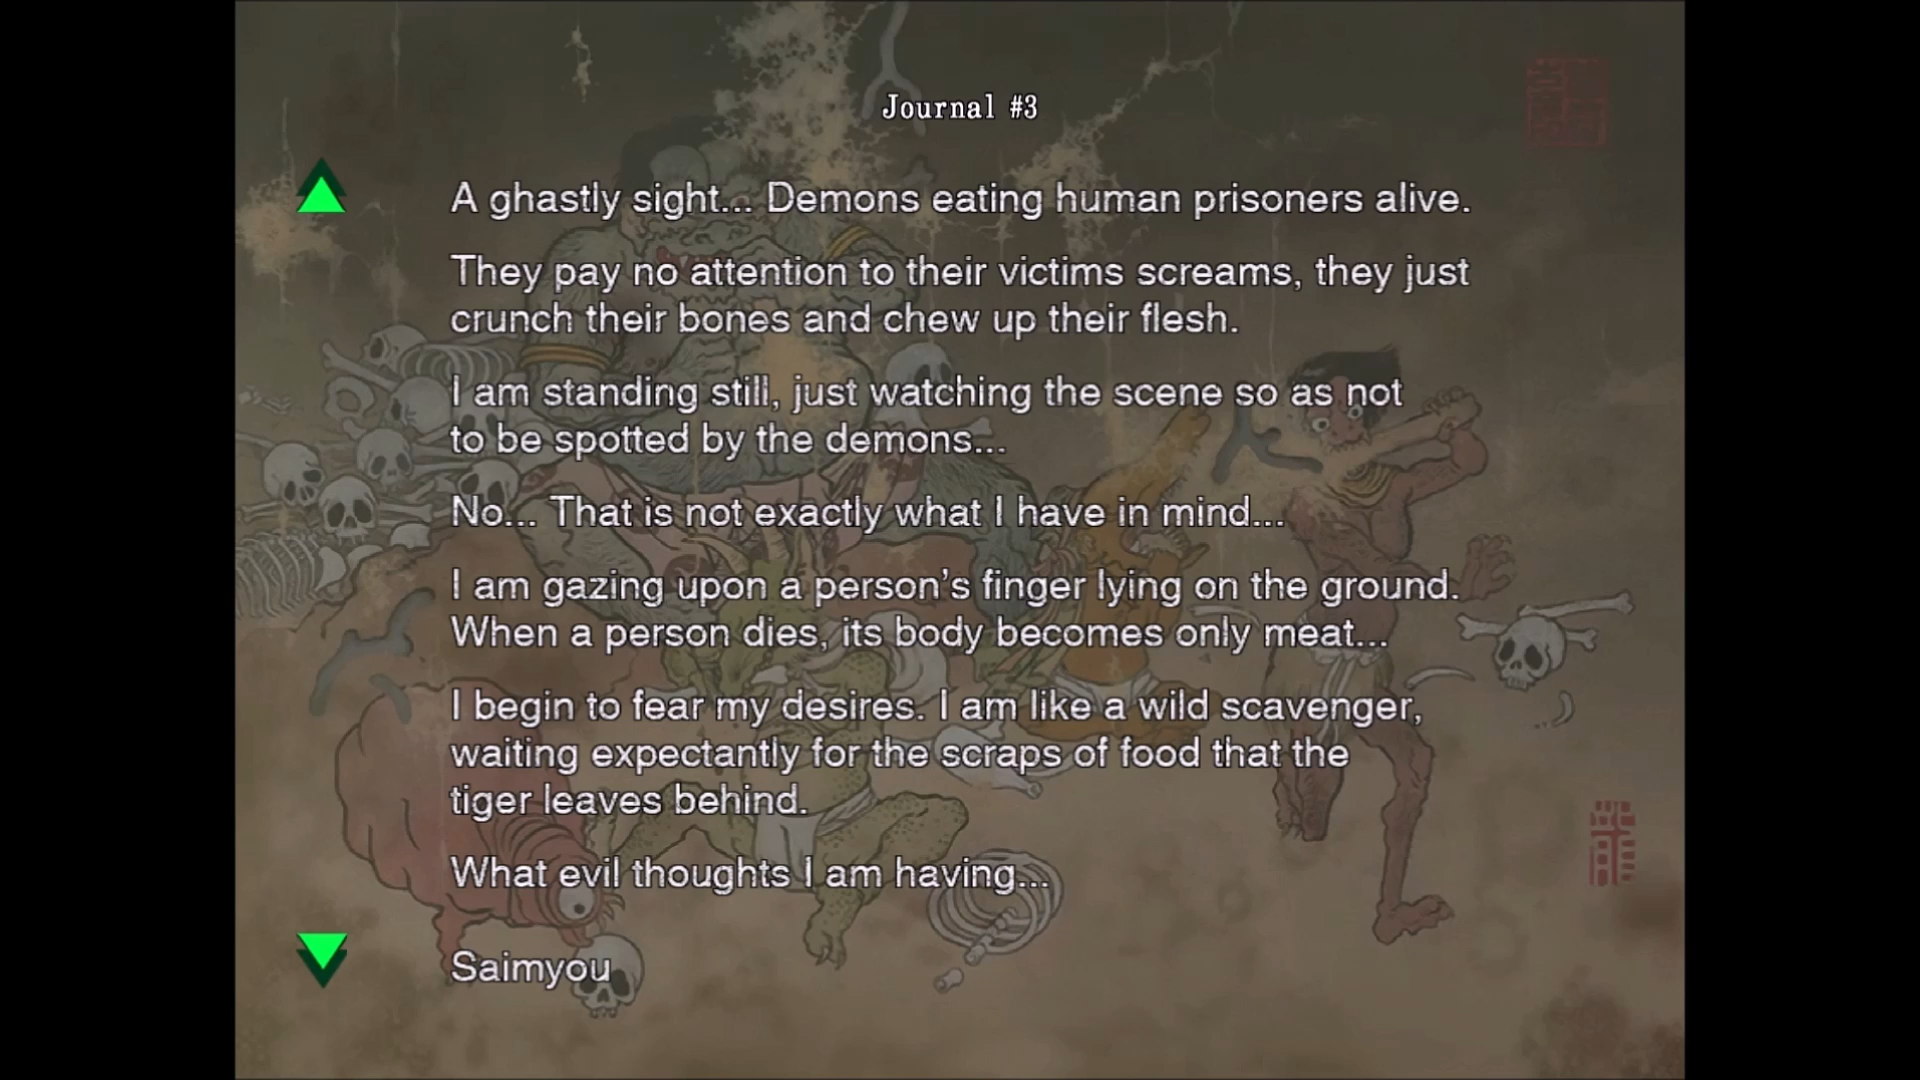 Journal #3
A ghastly sight... Demons eating human prisoners alive.
They pay no attention to their victims screams, they just
crunch their bones and chew up their flesh.
I am standing still, just watching the scene so as not
to be spotted by the demons...
No... That is not exactly what I have in mind...
I am gazing upon a person's finger lying on the ground.
When a person dies, its body becomes only meat...
I begin to fear my desires. I am like a wild scavenger,
waiting expectantly for the scraps of food that the
tiger leaves behind.
What evil thoughts I am having...
Saimyou